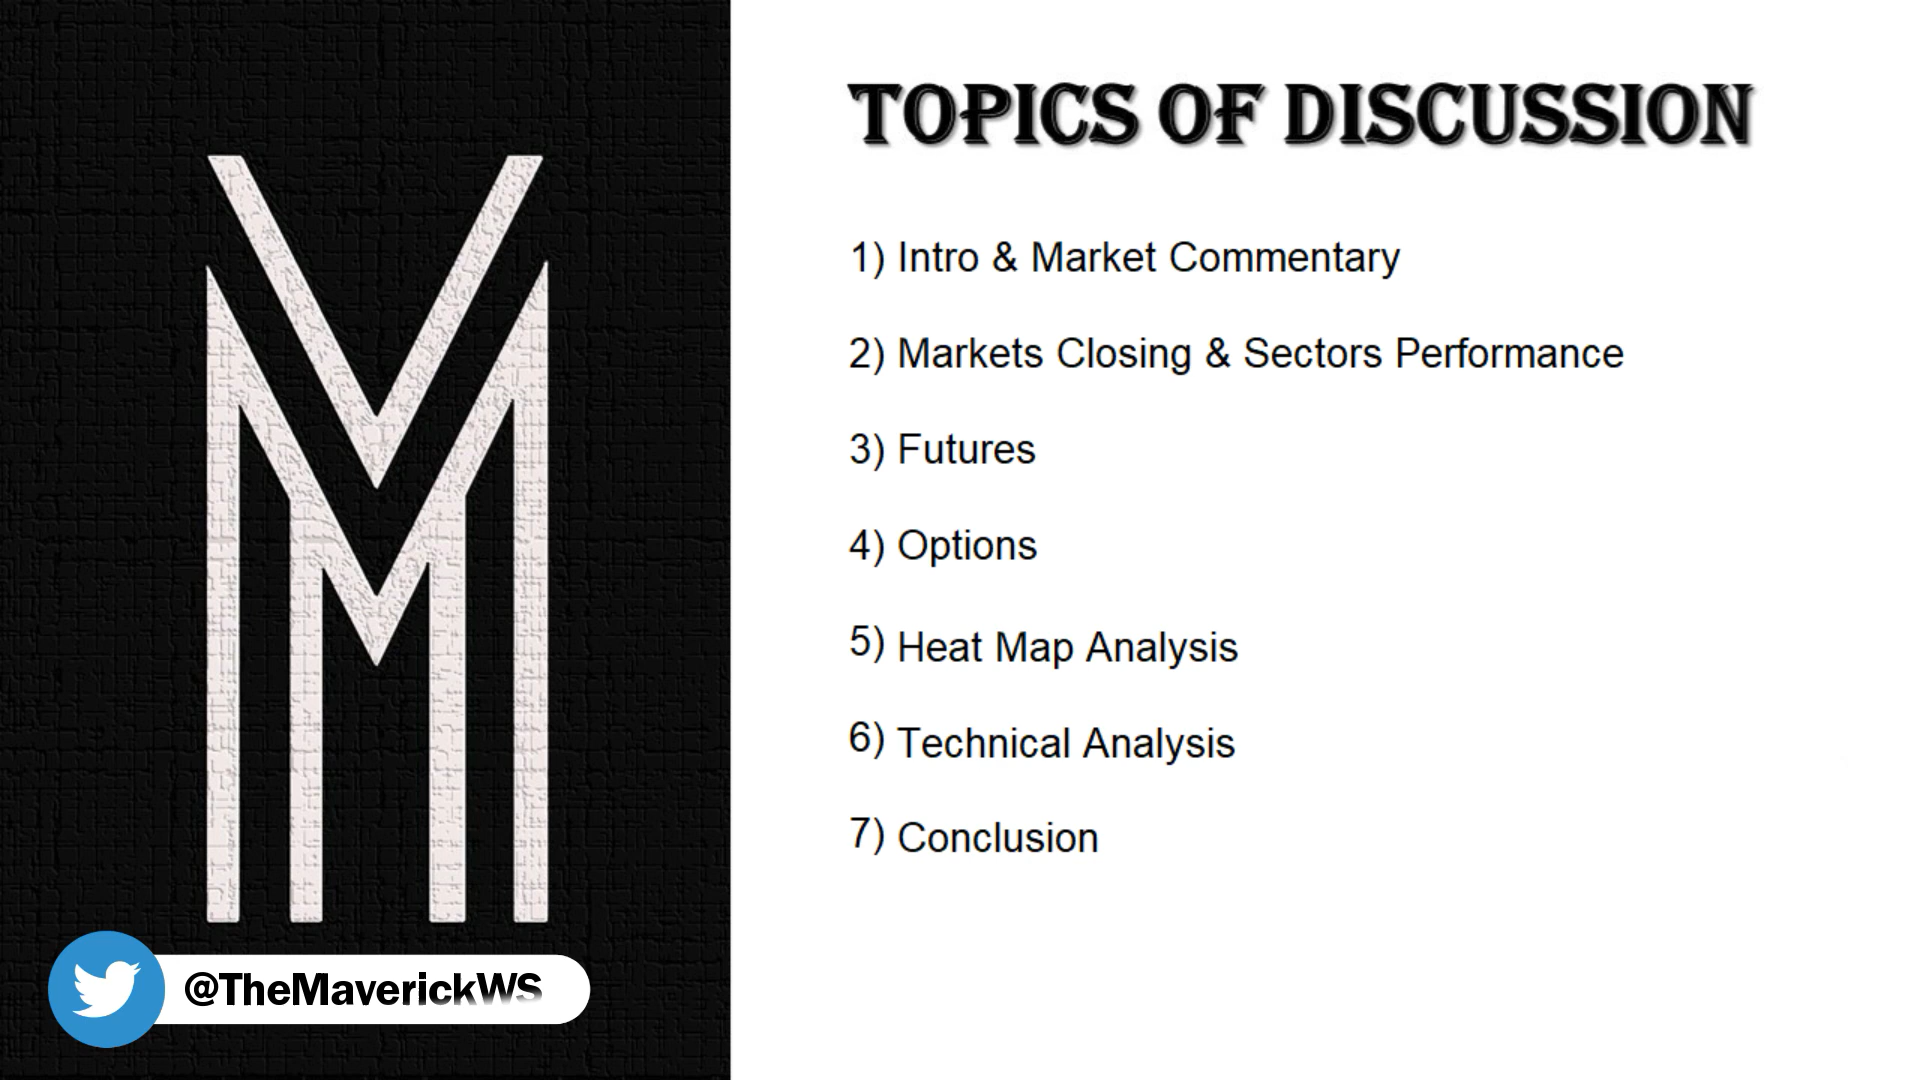 TOPICS OF DISCUSSION
1) Intro & Market Commentary
2) Markets Closing & Sectors Performance
3) Futures
4) Options
5) Heat Map Analysis
6) Technical Analysis
7) Conclusion
@TheMaverickWS